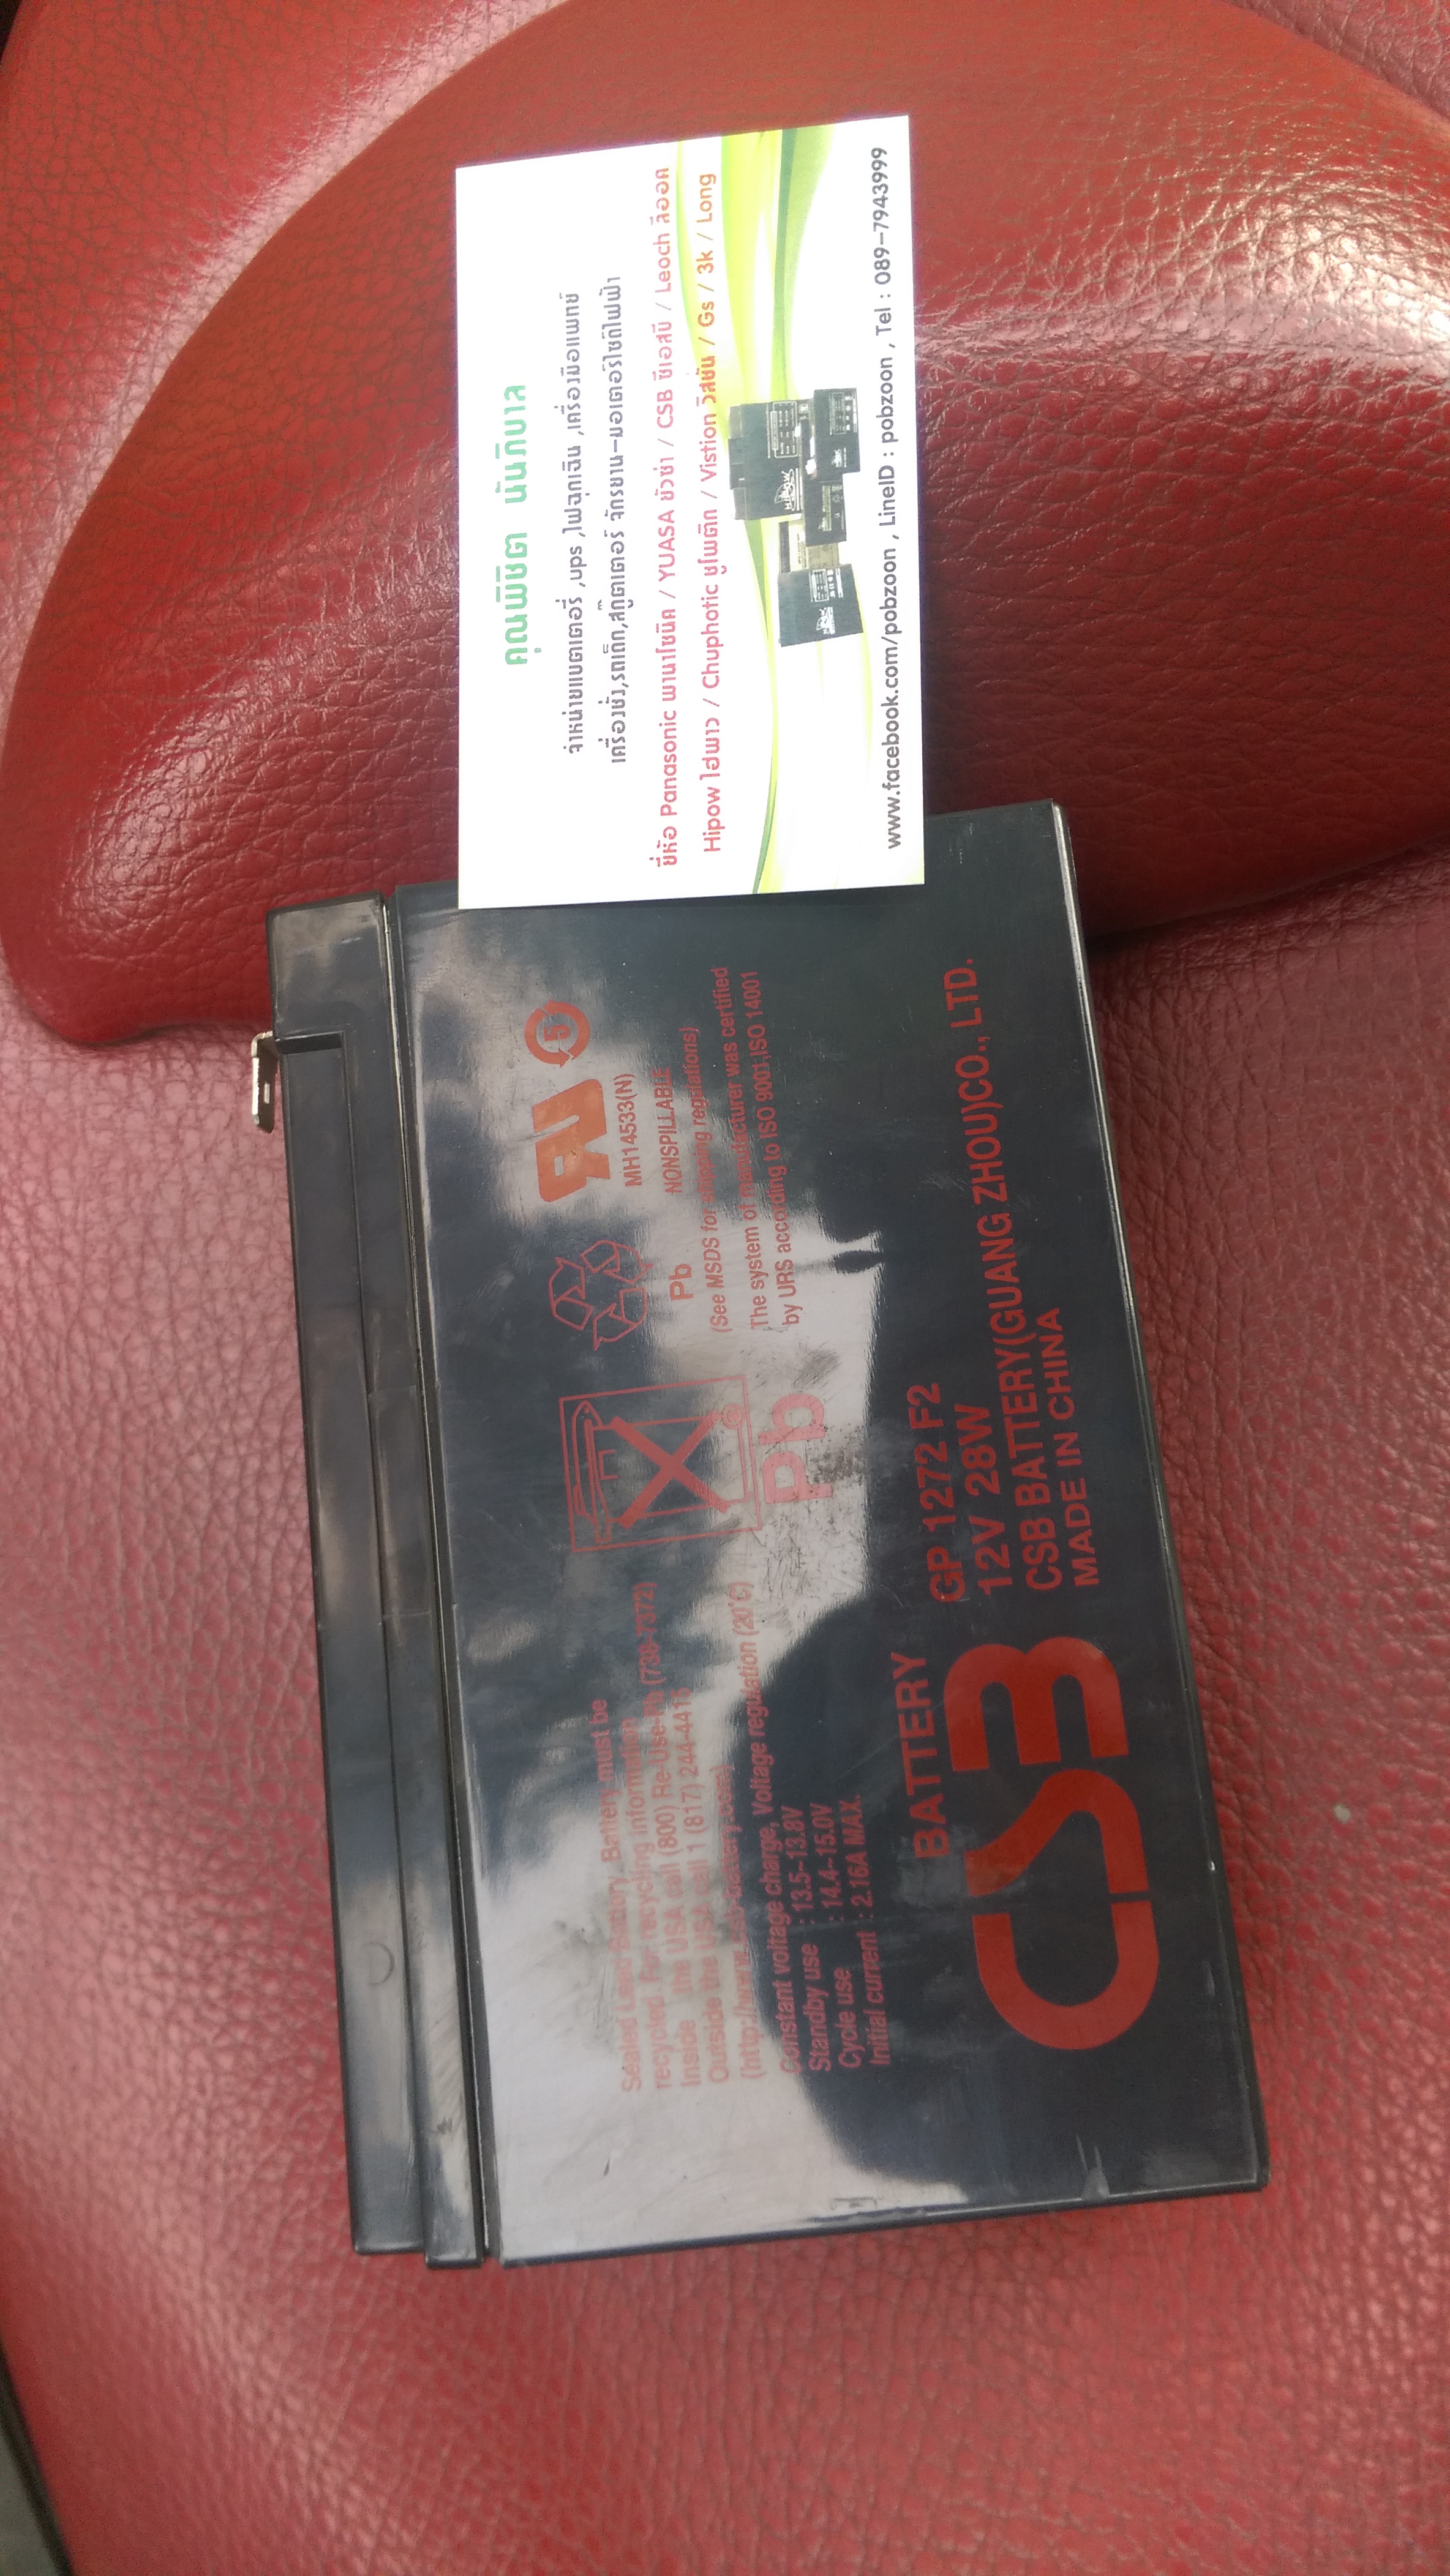 คุณพิชิต นันทิบาล
จำหน่ายแบตเตอรี่ ,ups ,ไฟฉุกเฉิน ,เครื่องมือแพทย์
เครื่องชั่ง,รถเด็ก,สกู๊ตเตอร์ จักรยาน-มอเตอร์ไซด์ไฟฟ้า
ยี่ห้อ Panasonic พานาโซนิค / YUASA ยัวซ่า / CSB ซีเอสบี / Leoch ลีออค
Hipow ไฮพาว / Chuphotic ชูโฟติก / Vistion วิสชั่น / Gs / 3k / Long
www.facebook.com/pobzoon , LineID : pobzoon , Tel : 089-7943999
Sealed Lead Battery. Battery must be
recycled. For recycling information
Inside the USA call (800) Re-Use-Pb (738-7372)
Outside the USA call 1 (817) 244-4415
Constant voltage charge, Voltage regulation (20°C)
Standby use : 13.5~13.8V
Cycle use : 14.4~15.0V
Initial current : 2.16A MAX.
Pb
Pb
5
MH14533(N)
NONSPILLABLE
(See MSDS for shipping regulations)
The system of manufacturer was certified
by URS according to ISO 9001,ISO 14001
BATTERY
CSB
GP 1272 F2
12V 28W
CSB BATTERY(GUANG ZHOU)CO., LTD.
MADE IN CHINA